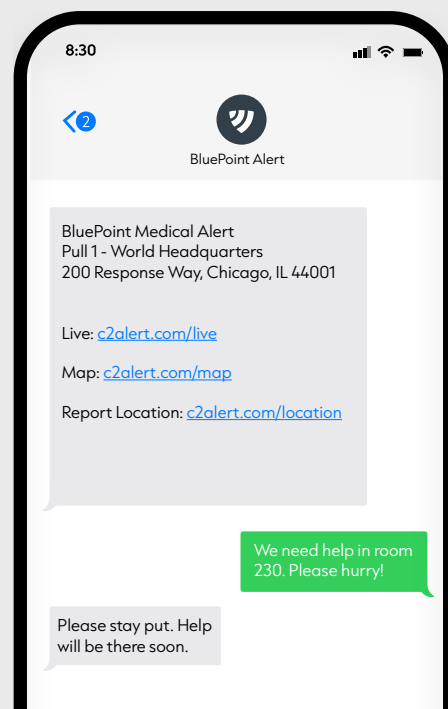 8:30
2
BluePoint Alert
BluePoint Medical Alert
Pull 1 - World Headquarters
200 Response Way, Chicago, IL 44001
Live: c2alert.com/live
Map: c2alert.com/map
Report Location: c2alert.com/location
We need help in room
230. Please hurry!
Please stay put. Help
will be there soon.